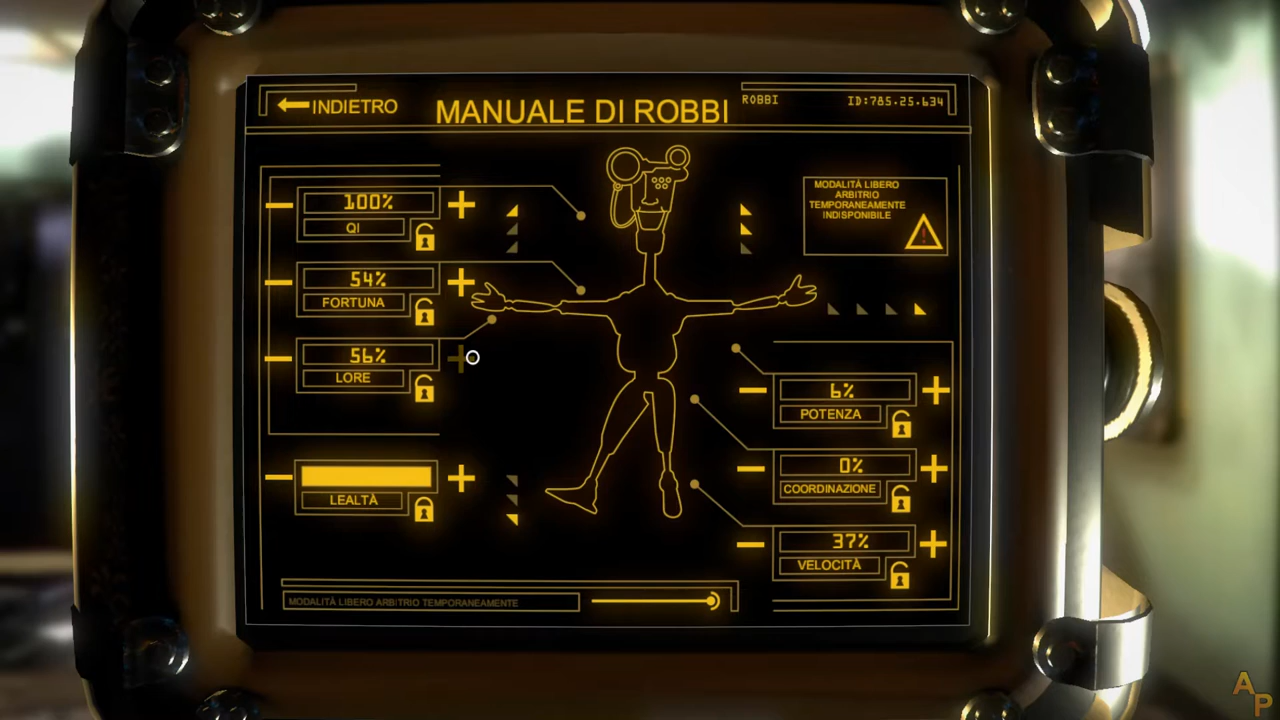 INDIETRO
MANUALE DI ROBBI
ROBBI
ID:785.25.634
100%
QI
54%
FORTUNA
56%
LORE
LEALTÀ
MODALITÀ LIBERO
ARBITRIO
TEMPORANEAMENTE
INDISPONIBILE
6%
POTENZA
0%
COORDINAZIONE
37%
VELOCITÀ
MODALITÀ LIBERO ARBITRIO TEMPORANEAMENTE
AP